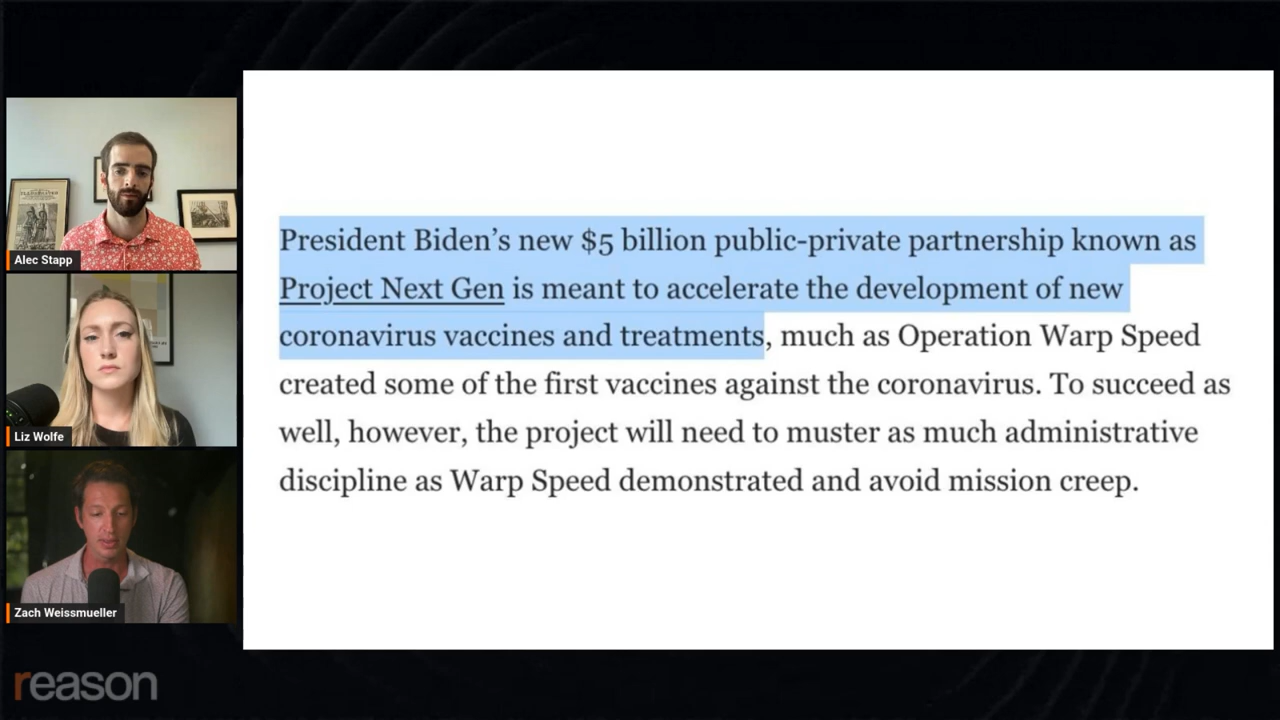 Alec Stapp
Liz Wolfe
Zach Weissmueller
reason
President Biden’s new $5 billion public-private partnership known as
Project Next Gen is meant to accelerate the development of new
coronavirus vaccines and treatments, much as Operation Warp Speed
created some of the first vaccines against the coronavirus. To succeed as
well, however, the project will need to muster as much administrative
discipline as Warp Speed demonstrated and avoid mission creep.